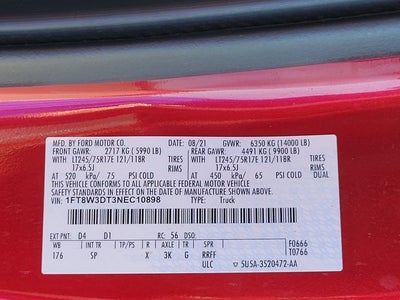 MFD. BY FORD MOTOR CO. DATE: 08/21 GVWR: 6350 KG (14000 LB)
FRONT GAWR: 2717 KG (5990 LB) REAR GAWR: 4491 KG (9900 LB)
WITH LT245/75R17E 121/118R TIRES WITH LT245/75R17E 121/118R TIRES
17x6.5J RIMS 17x6.5J RIMS
AT 520 kPa/ 75 PSI COLD AT 450 kPa/ 65 PSI COLD DUAL
THIS VEHICLE CONFORMS TO ALL APPLICABLE FEDERAL MOTOR VEHICLE
SAFETY STANDARDS IN EFFECT ON THE DATE OF MANUFACTURE SHOWN ABOVE.
VIN: 1FT8W3DT3NEC10898 TYPE: Truck
EXT PNT: D4 D1 RC: 56 DSO: F0666
WB INT TR TP/PS R AXLE TR SPR T0766
176 SP X 3K G RRFF
ULC 5USA-3520472-AA